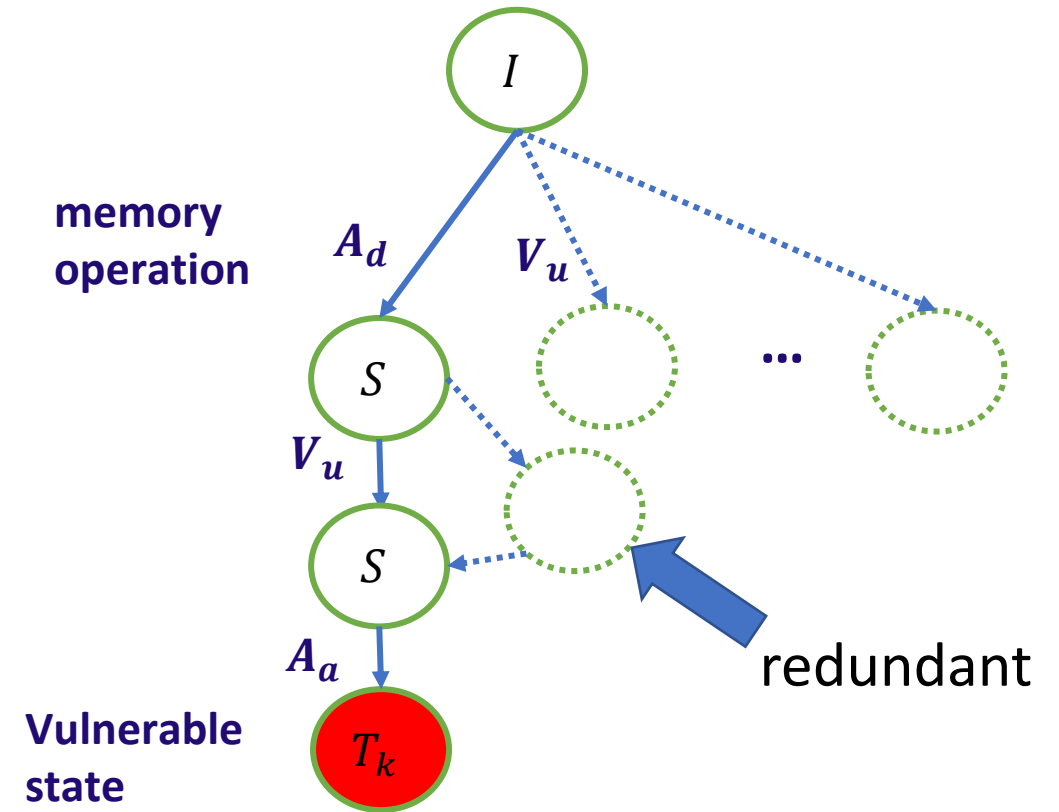 I
memory
operation
A_d
V_u
S
...
V_u
S
redundant
A_a
Vulnerable
state
T_k